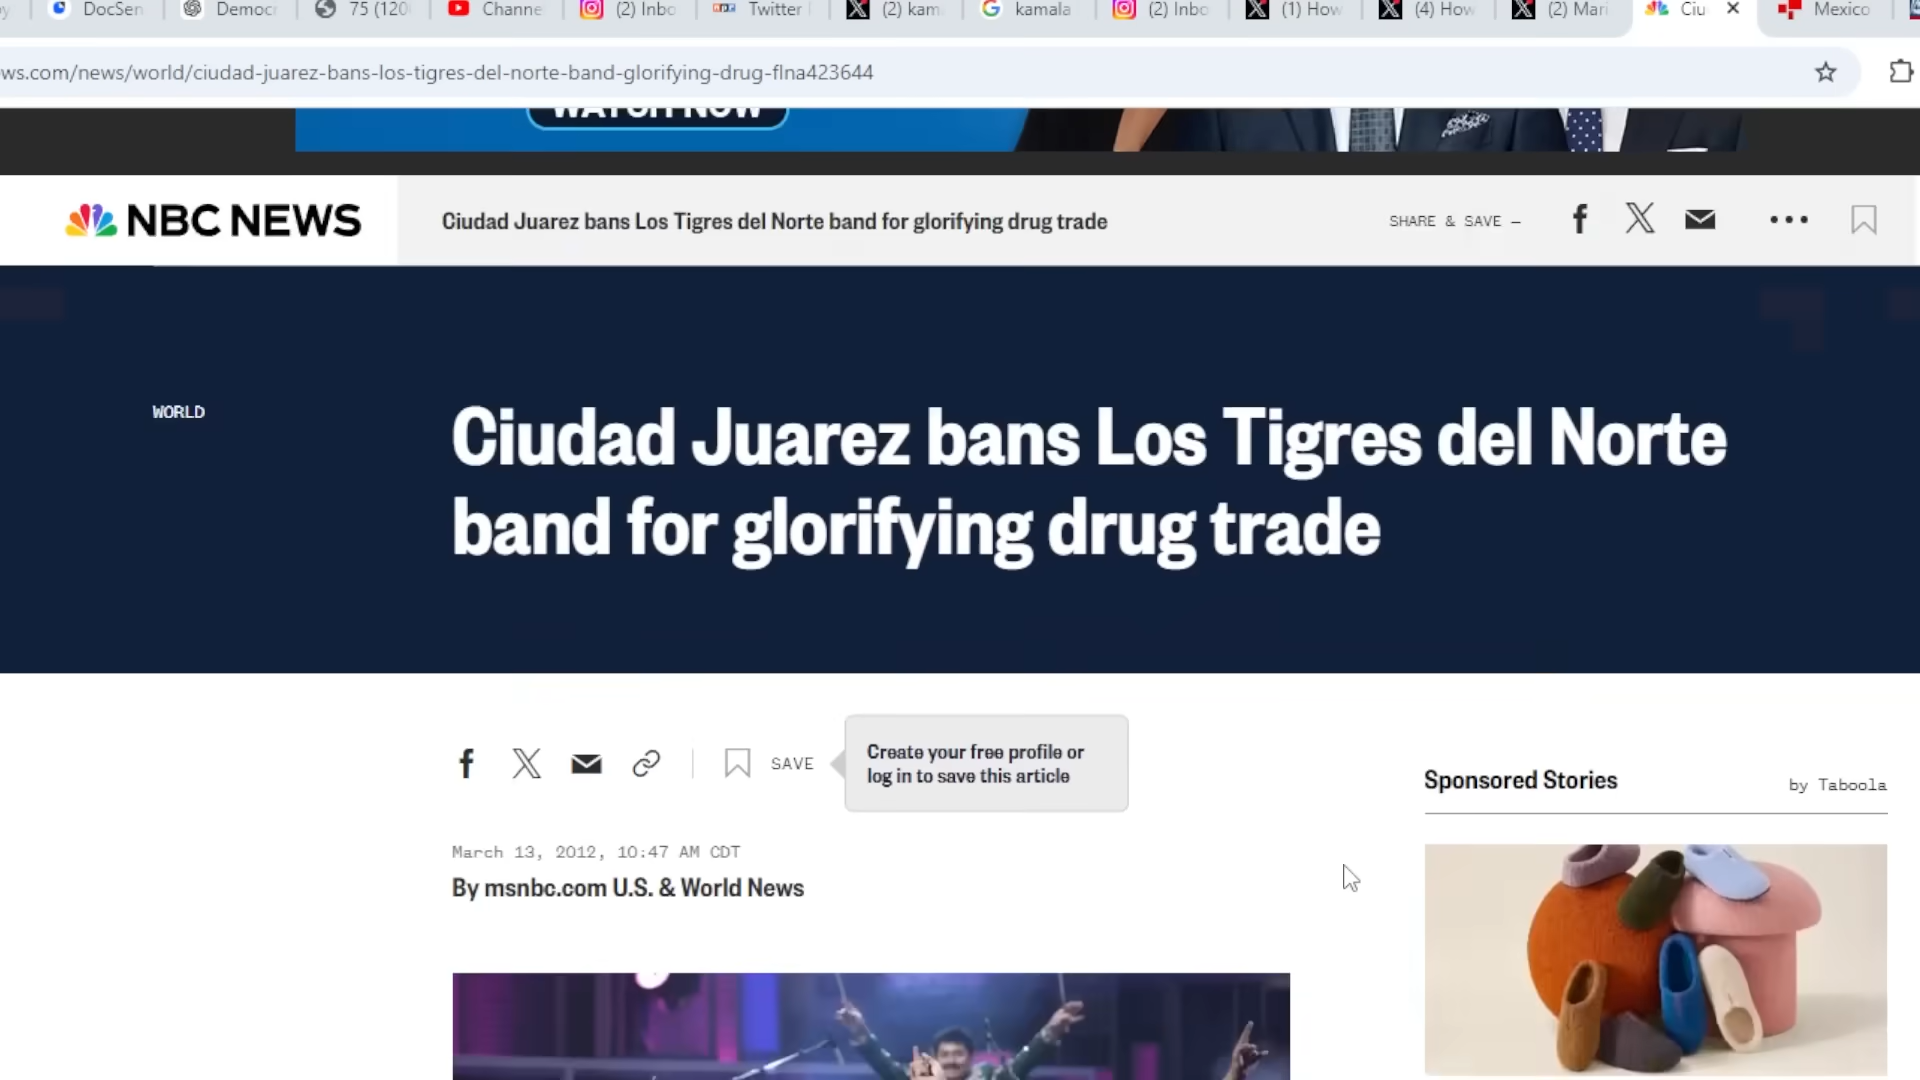 DocSen
Democ
75 (120
Channe
(2) Inbo
Twitter
(2) kam
kamala
(2) Inbo
(1) How
(4) How
(2) Mari
Ciu
Mexico
ws.com/news/world/ciudad-juarez-bans-los-tigres-del-norte-band-glorifying-drug-flna423644
WATCH NOW
NBC NEWS
Ciudad Juarez bans Los Tigres del Norte band for glorifying drug trade
SHARE & SAVE —
WORLD
Ciudad Juarez bans Los Tigres del Norte
band for glorifying drug trade
SAVE
Create your free profile or
log in to save this article
Sponsored Stories
by Taboola
March 13, 2012, 10:47 AM CDT
By msnbc.com U.S. & World News